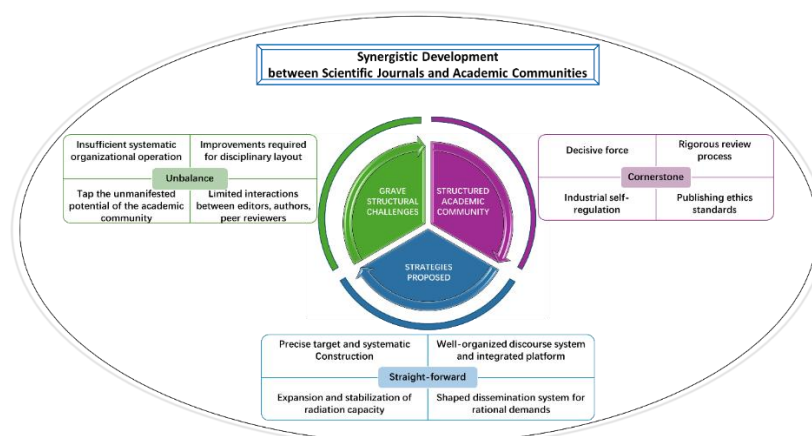 Synergistic Development
between Scientific Journals and Academic Communities
Insufficient systematic
organizational operation
Improvements required
for disciplinary layout
Unbalance
Tap the unmanifested
potential of the academic
community
Limited interactions
between editors, authors,
peer reviewers
GRAVE
STRUCTURAL
CHALLENGES
STRUCTURED
ACADEMIC
COMMUNITY
STRATEGIES
PROPOSED
Decisive force
Rigorous review
process
Cornerstone
Industrial self-
regulation
Publishing ethics
standards
Precise target and systematic
Construction
Well-organized discourse system
and integrated platform
Straight-forward
Expansion and stabilization of
radiation capacity
Shaped dissemination system for
rational demands